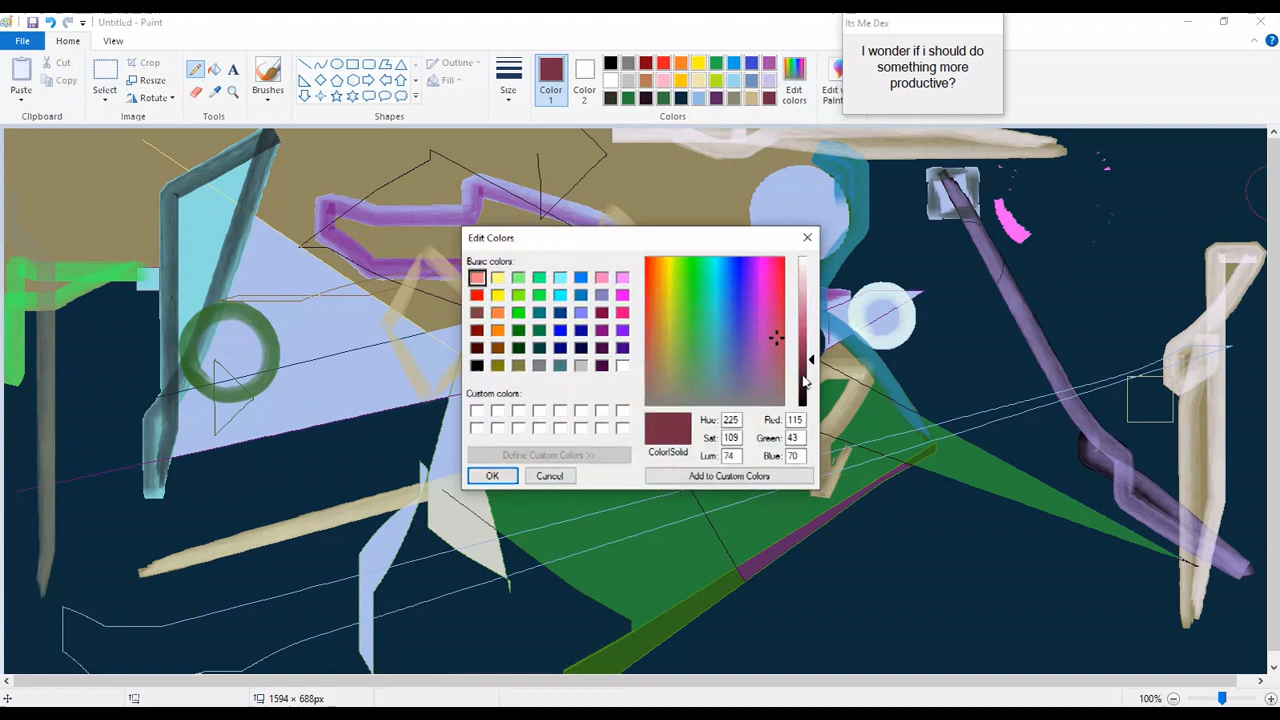 Untitled - Paint
Its Me Dex
File
Home
View
I wonder if i should do
something more
productive?
Paste
Cut
Copy
Clipboard
Select
Crop
Resize
Rotate
Image
A
Tools
Brushes
Shapes
Outline
Fill
Size
Color
1
Color
2
Edit
colors
Colors
Edit
Paint
Edit Colors
Basic colors:
Custom colors:
Define Custom Colors >>
OK
Cancel
Color|Solid
Hue: 225
Sat: 109
Lum: 74
Red: 115
Green: 43
Blue: 70
Add to Custom Colors
1594 × 688px
100%